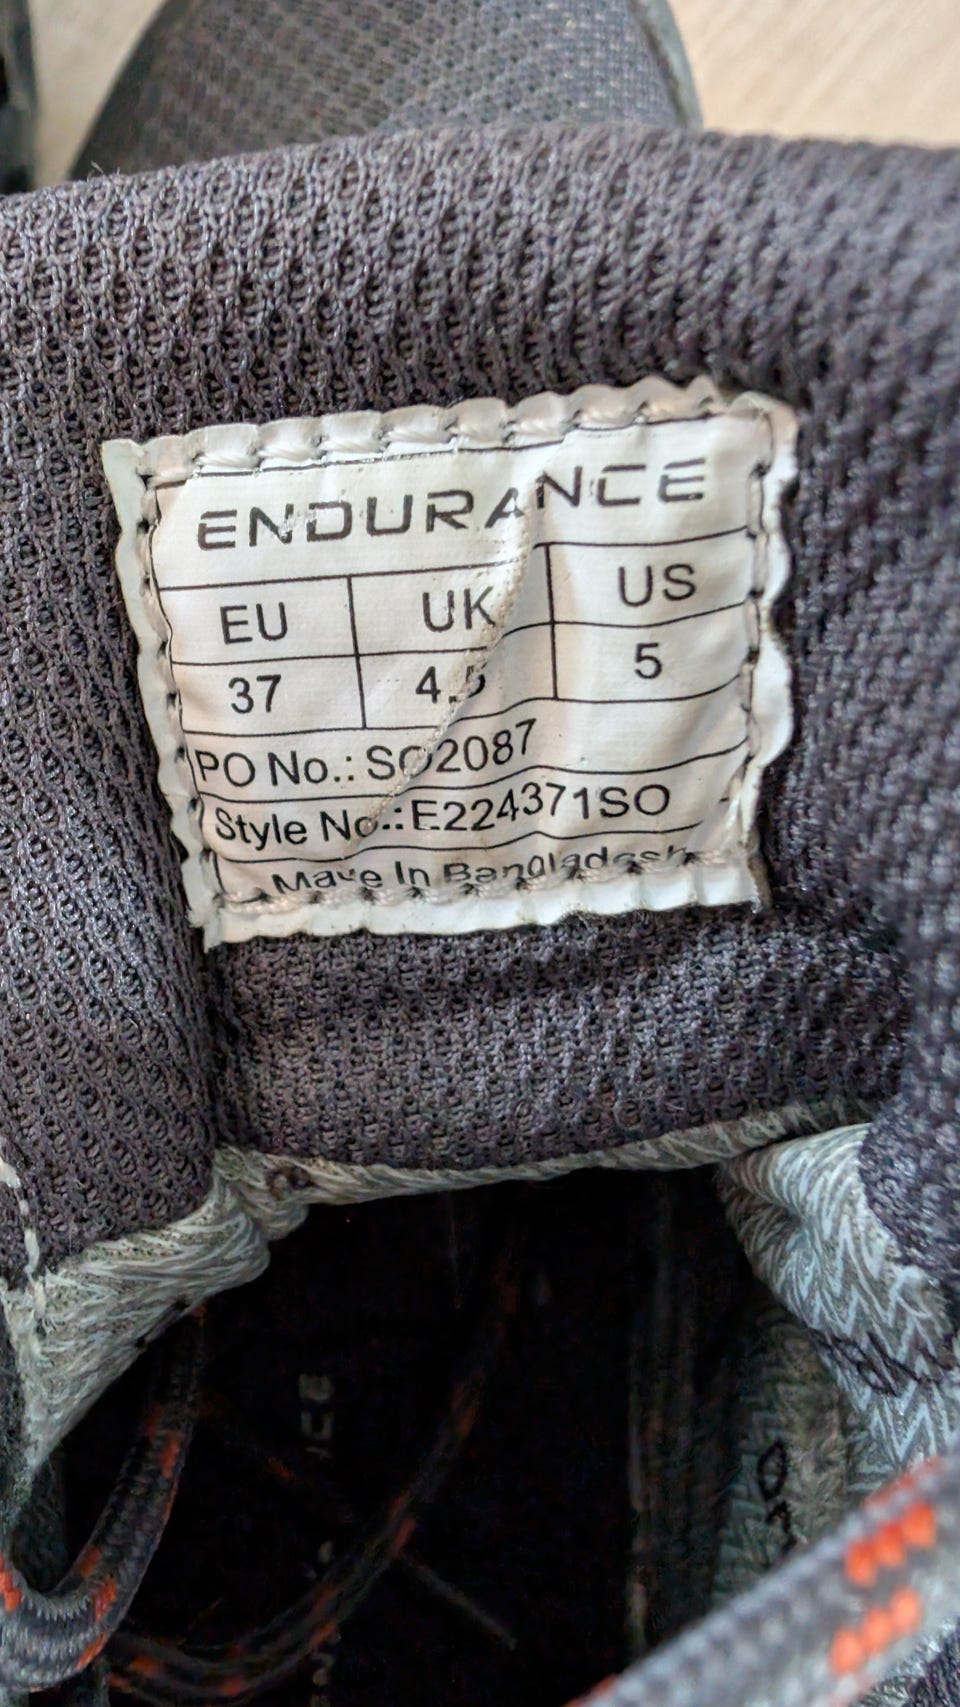 ENDURANCE
EU UK US
37 4.5 5
PO No.: SO2087
Style No.:E224371SO
Made In Bangladesh